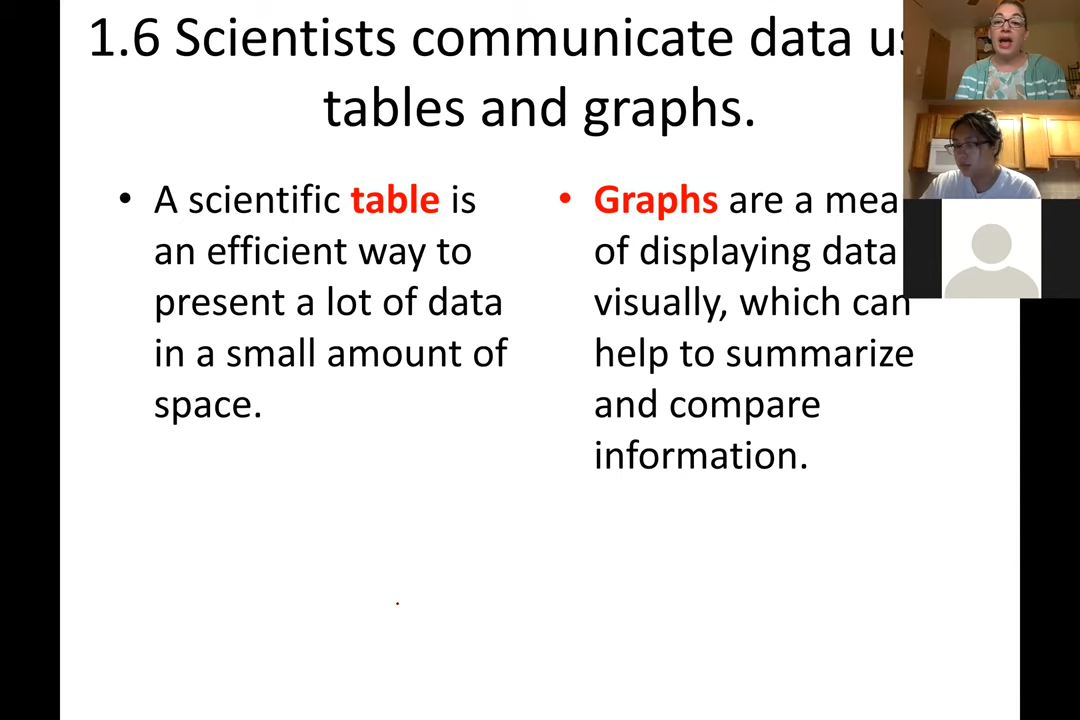 1.6 Scientists communicate data
tables and graphs.
• A scientific table is
an efficient way to
present a lot of data
in a small amount of
space.
• Graphs are a
of displaying data
visually, which can
help to summarize
and compare
information.